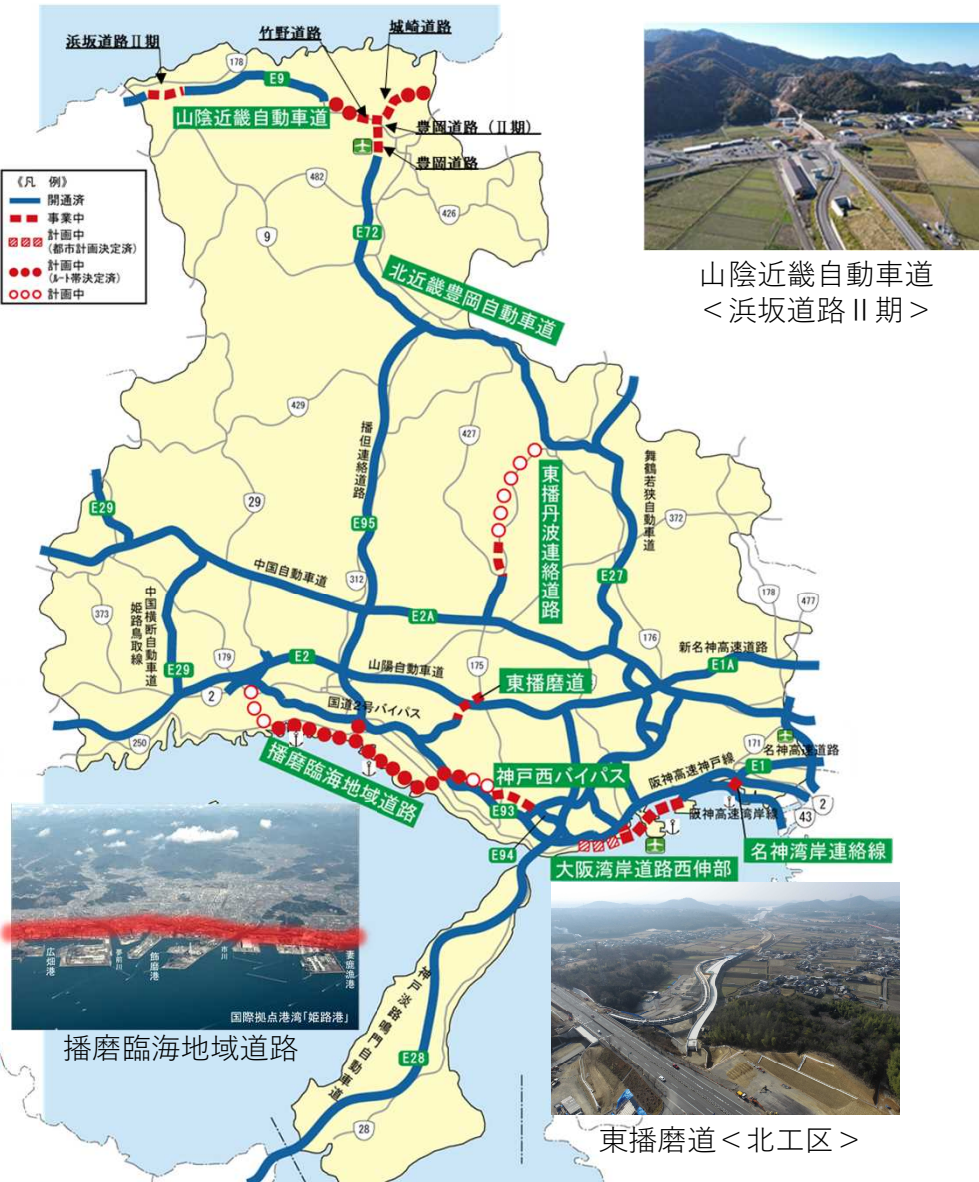 浜坂道路Ⅱ期
竹野道路
城崎道路
178
E9
山陰近畿自動車道
豊岡道路(Ⅱ期)
豊岡道路
《凡 例》
開通済
事業中
計画中
(都市計画決定済)
計画中
(ルート帯決定済)
計画中
482
426
9
E72
北近畿豊岡自動車道
山陰近畿自動車道
<浜坂道路Ⅱ期>
429
427
播但連絡道路
東播丹波連絡道路
舞鶴若狭自動車道
E29
29
E95
372
中国自動車道
312
E27
E2A
178
477
373
中国横断自動車道
姫路鳥取線
179
E29
E2
山陽自動車道
175
176
新名神高速道路
E1A
東播磨道
2
国道2号バイパス
250
播磨臨海地域道路
神戸西バイパス
E93
171
名神高速道路
E1
阪神高速神戸線
阪神高速湾岸線
2
43
E94
大阪湾岸道路西伸部
名神湾岸連絡線
広畑港
夢前川
飾磨港
市川
妻鹿漁港
国際拠点港湾「姫路港」
播磨臨海地域道路
神戸淡路鳴門自動車道
E28
28
東播磨道<北工区>